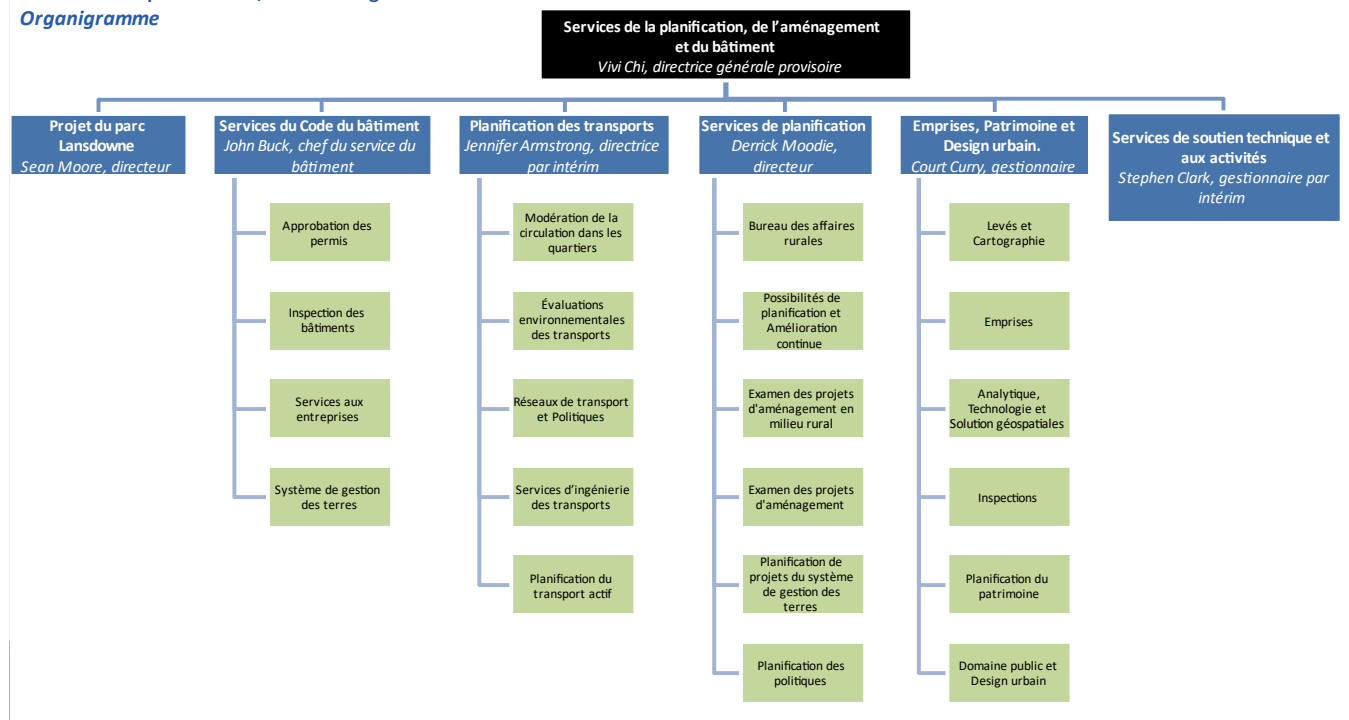 Organigramme
Services de la planification, de l’aménagement
et du bâtiment
Vivi Chi, directrice générale provisoire
Projet du parc
Lansdowne
Sean Moore, directeur
Services du Code du bâtiment
John Buck, chef du service du
bâtiment
Planification des transports
Jennifer Armstrong, directrice
par intérim
Services de planification
Derrick Moodie,
directeur
Emprises, Patrimoine et
Design urbain.
Court Curry, gestionnaire
Services de soutien technique et
aux activités
Stephen Clark, gestionnaire par
intérim
Approbation des
permis
Inspection des
bâtiments
Services aux
entreprises
Système de gestion
des terres
Modération de la
circulation dans les
quartiers
Évaluations
environnementales
des transports
Réseaux de transport
et Politiques
Services d’ingénierie
des transports
Planification du
transport actif
Bureau des affaires
rurales
Possibilités de
planification et
Amélioration
continue
Examen des projets
d'aménagement en
milieu rural
Examen des projets
d'aménagement
Planification de
projets du système
de gestion des
terres
Planification des
politiques
Levés et
Cartographie
Emprises
Analytique,
Technologie et
Solution géospatiales
Inspections
Planification du
patrimoine
Domaine public et
Design urbain